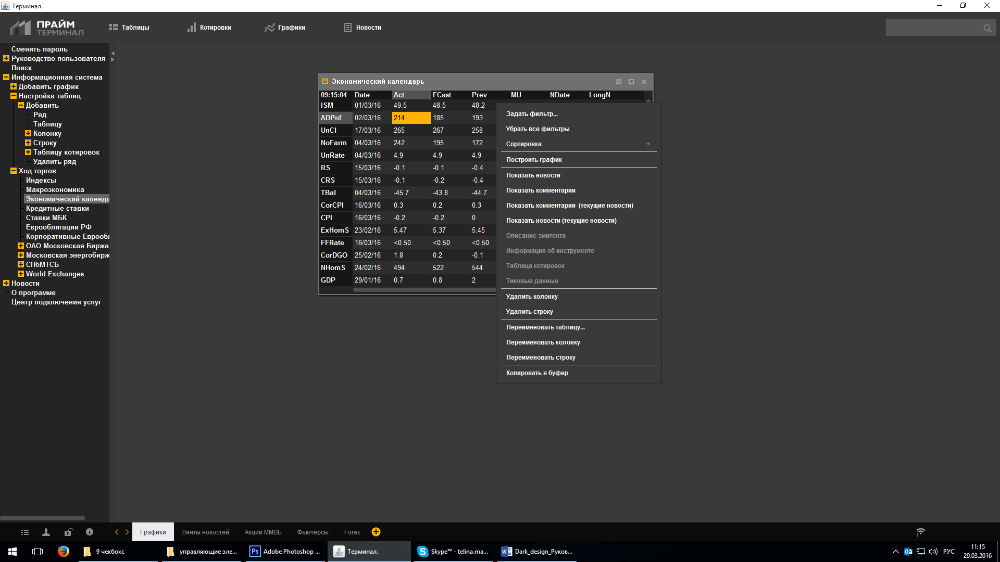 Терминал.
ПРАЙМ
ТЕРМИНАЛ
Таблицы
Котировки
Графики
Новости
Сменить пароль
Руководство пользователя
Поиск
Информационная система
Добавить график
Настройка таблиц
Добавить
Ряд
Таблицу
Колонку
Строку
Таблицу котировок
Удалить ряд
Ход торгов
Индексы
Макроэкономика
Экономический календа
Кредитные ставки
Ставки МБК
Еврооблигации РФ
Корпоративные Евробл
ОАО Московская Биржа
Московская энергобирж
СПбМТСБ
World Exchanges
Новости
О программе
Центр подключения услуг
Экономический календарь
09:15:04 Date Act FCast Prev MU NDate LongN
ISM 01/03/16 49.5 48.5 48.2
ADPnf 02/03/16 214 185 193
UnCl 17/03/16 265 267 258
NoFarm 04/03/16 242 195 172
UnRate 04/03/16 4.9 4.9 4.9
RS 15/03/16 -0.1 -0.1 -0.4
CRS 15/03/16 -0.1 -0.2 -0.4
TBal 04/03/16 -45.7 -43.8 -44.7
CorCPI 16/03/16 0.3 0.2 0.3
CPI 16/03/16 -0.2 -0.2 0
ExHomS 23/02/16 5.47 5.37 5.45
FFRate 16/03/16 <0.50 <0.50 <0.50
CorDGO 25/02/16 1.8 0.2 -0.1
NHomS 24/02/16 494 522 544
GDP 29/01/16 0.7 0.8 2
Задать фильтр...
Убрать все фильтры
Сортировка
Построить график
Показать новости
Показать комментарии
Показать комментарии (текущие новости)
Показать новости (текущие новости)
Описание эмитента
Информация об инструменте
Таблица котировок
Тиковые данные
Удалить колонку
Удалить строку
Переименовать таблицу...
Переименовать колонку
Переименовать строку
Копировать в буфер
Графики
Ленты новостей
Акции ММВБ
Фьючерсы
Forex
1
9 чекбокс
управляющие эле...
Ps
Adobe Photoshop ...
Терминал.
Skype™ - telina.ma...
Dark_design_Руков...
РУС
11:15
29.03.2016